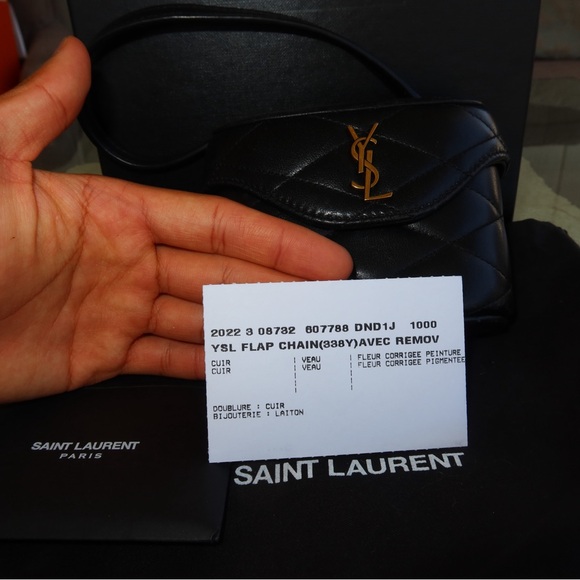 YSL
2022 3 08732 607788 DND1J 1000
YSL FLAP CHAIN(338Y)AVEC REMOV
CUIR | VEAU | FLEUR CORRIGEE PEINTURE
CUIR | VEAU | FLEUR CORRIGEE PIGMENTEE
DOUBLURE : CUIR
BIJOUTERIE : LAITON
SAINT LAURENT
PARIS
SAINT LAURENT